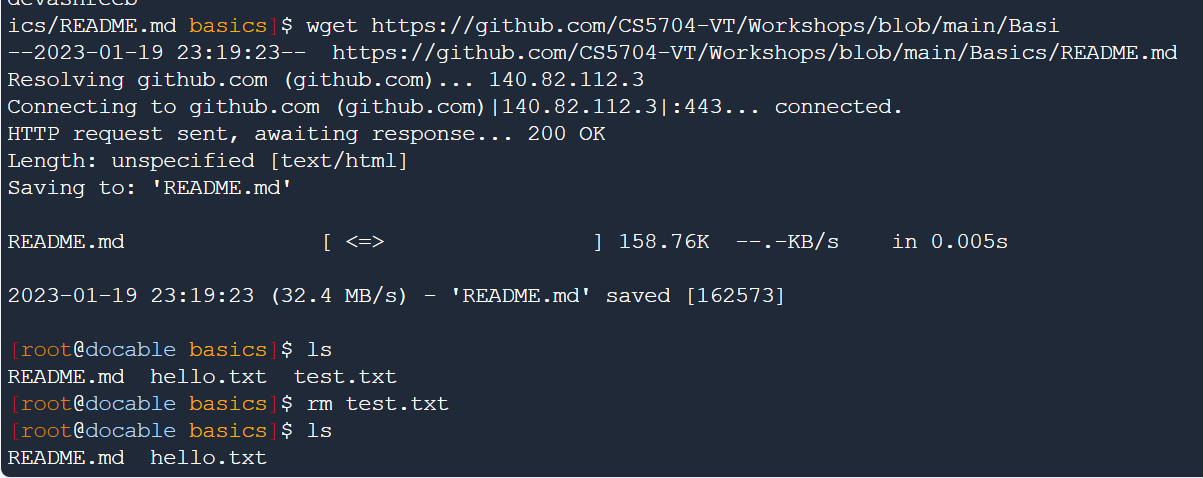 devashreeb
ics/README.md basics]$ wget https://github.com/CS5704-VT/Workshops/blob/main/Basi
--2023-01-19 23:19:23--  https://github.com/CS5704-VT/Workshops/blob/main/Basics/README.md
Resolving github.com (github.com)... 140.82.112.3
Connecting to github.com (github.com)|140.82.112.3|:443... connected.
HTTP request sent, awaiting response... 200 OK
Length: unspecified [text/html]
Saving to: 'README.md'
README.md               [ <=>                ] 158.76K  --.-KB/s    in 0.005s
2023-01-19 23:19:23 (32.4 MB/s) - 'README.md' saved [162573]
[root@docable basics]$ ls
README.md  hello.txt  test.txt
[root@docable basics]$ rm test.txt
[root@docable basics]$ ls
README.md  hello.txt